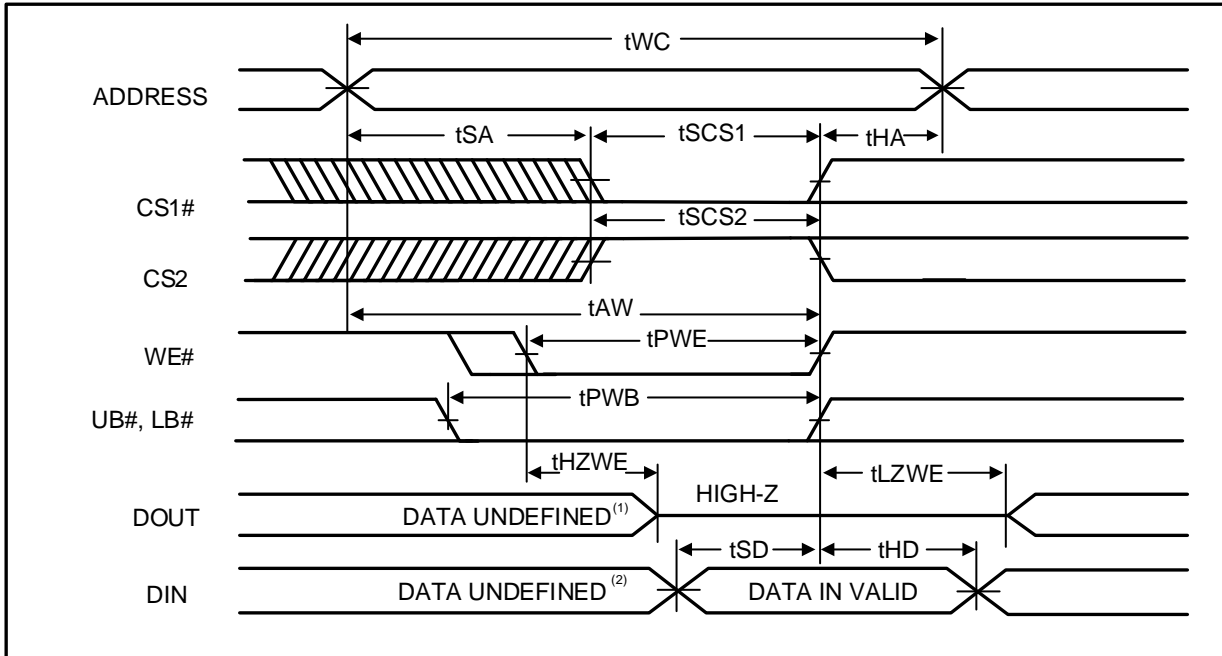 tWC
ADDRESS
tSA
tSCS1
tHA
CS1#
tSCS2
CS2
tAW
WE#
tPWE
tPWB
UB#, LB#
tHZWE
tLZWE
HIGH-Z
DOUT
DATA UNDEFINED(1)
tSD
tHD
DIN
DATA UNDEFINED (2)
DATA IN VALID